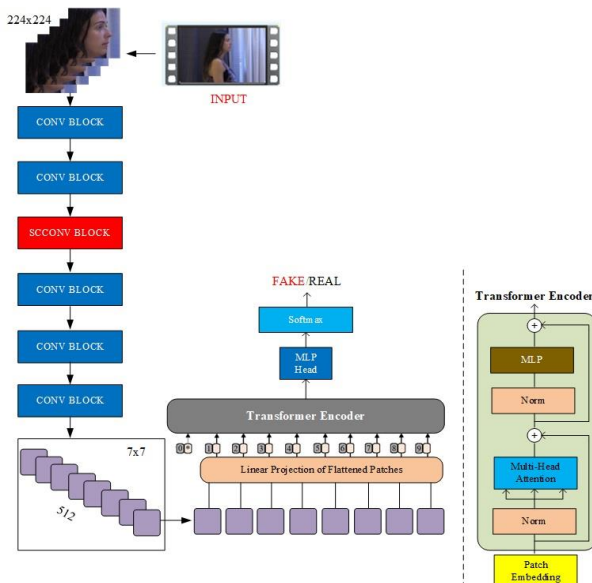 224x224
INPUT
CONV BLOCK
CONV BLOCK
SCCONV BLOCK
CONV BLOCK
CONV BLOCK
CONV BLOCK
7x7
512
FAKE/REAL
Softmax
MLP
Head
Transformer Encoder
0 * 1 2 3 4 5 6 7 8 9
Linear Projection of Flattened Patches
Transformer Encoder
+
MLP
Norm
+
Multi-Head
Attention
Norm
Patch
Embedding